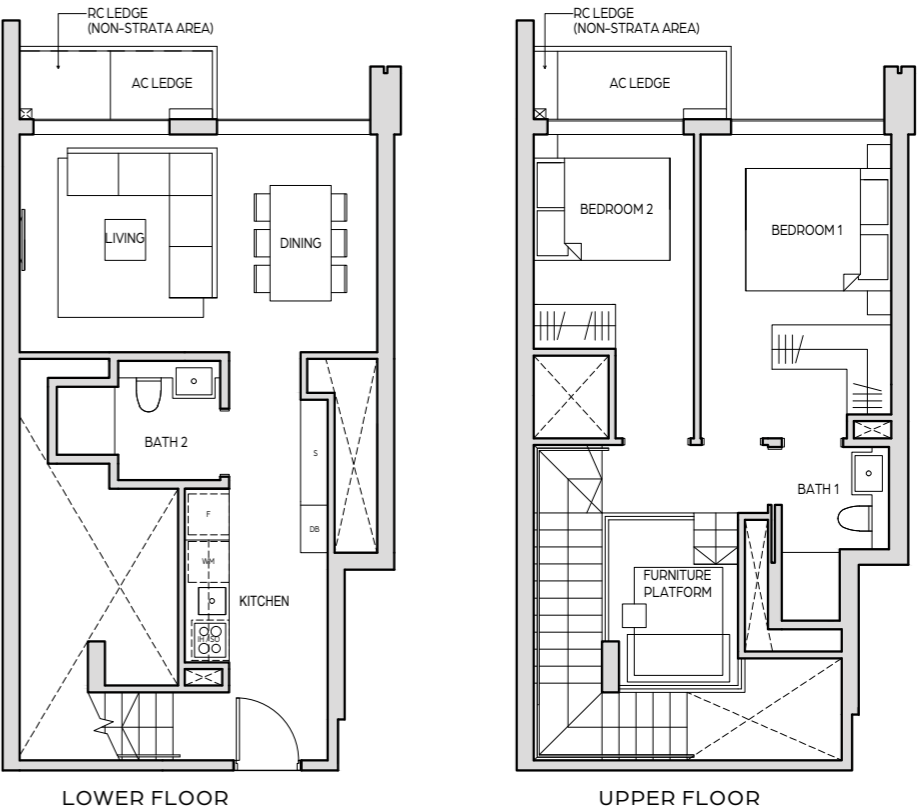 RC LEDGE
(NON-STRATA AREA)
AC LEDGE
LIVING
DINING
BATH 2
S
DB
F
WM
KITCHEN
LOWER FLOOR
RC LEDGE
(NON-STRATA AREA)
AC LEDGE
BEDROOM 2
BEDROOM 1
BATH 1
FURNITURE
PLATFORM
UPPER FLOOR